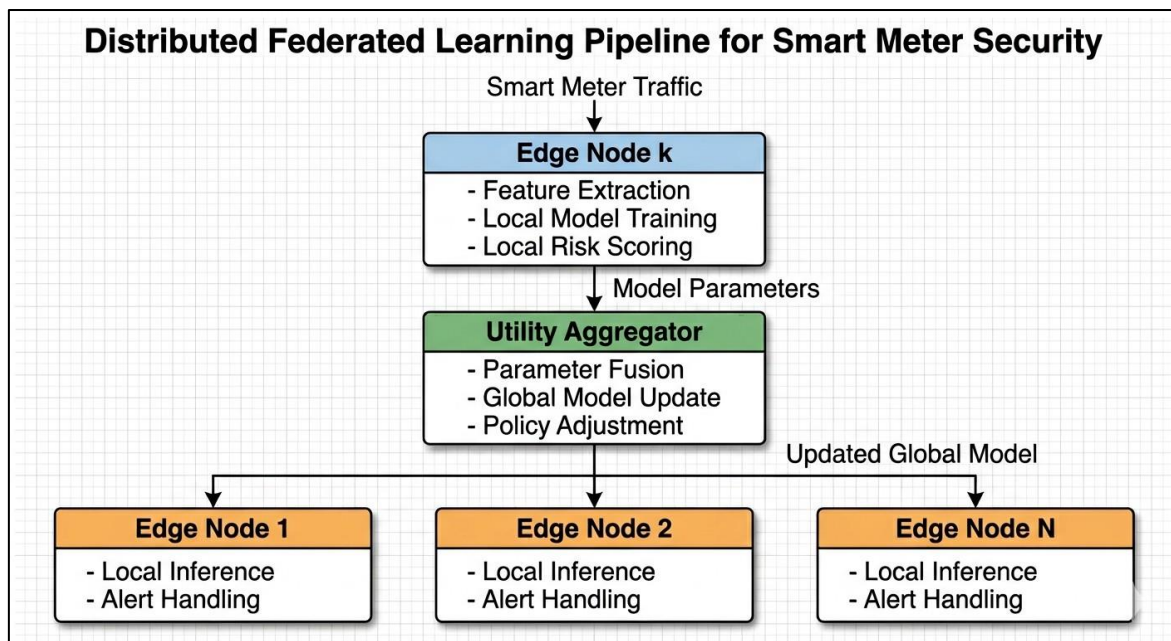 Distributed Federated Learning Pipeline for Smart Meter Security
Smart Meter Traffic
Edge Node k
- Feature Extraction
- Local Model Training
- Local Risk Scoring
Model Parameters
Utility Aggregator
- Parameter Fusion
- Global Model Update
- Policy Adjustment
Updated Global Model
Edge Node 1
- Local Inference
- Alert Handling
Edge Node 2
- Local Inference
- Alert Handling
Edge Node N
- Local Inference
- Alert Handling